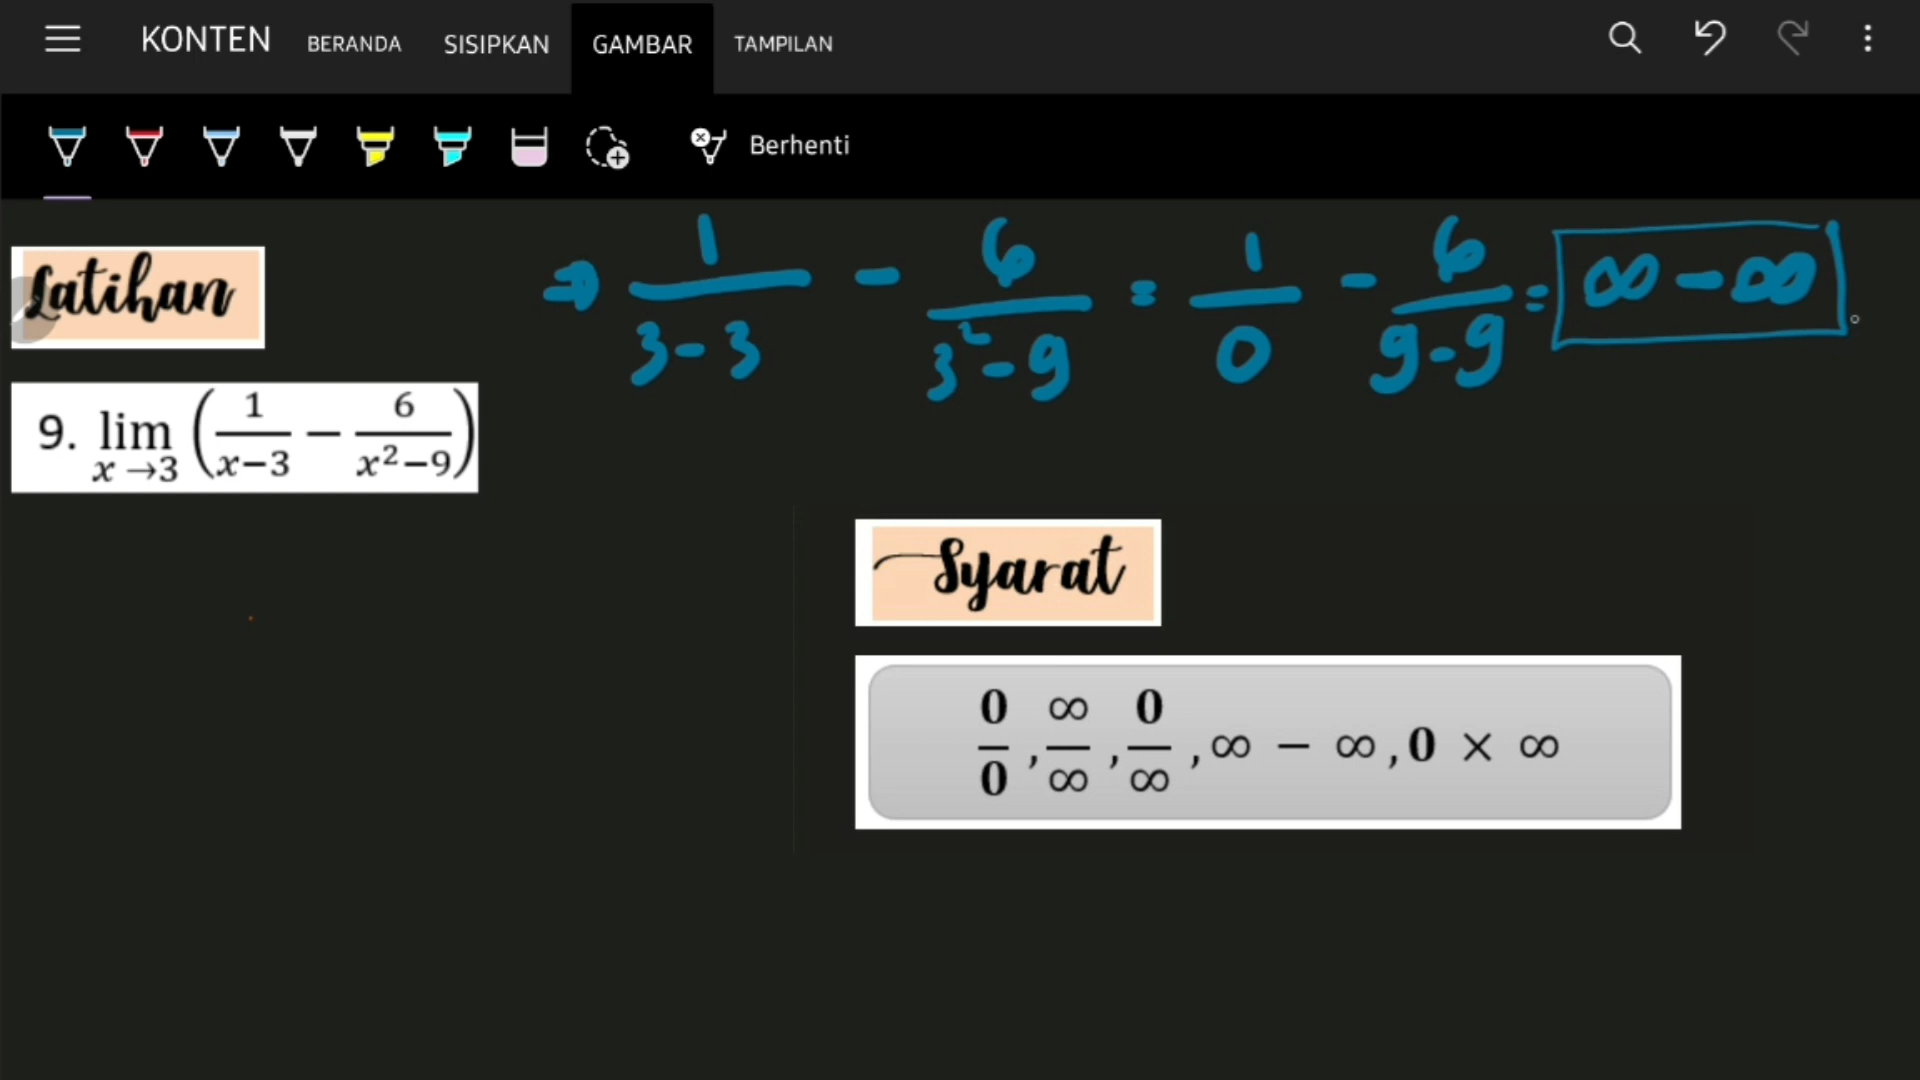 KONTEN BERANDA SISIPKAN GAMBAR TAMPILAN
Berhenti
Latihan
⇒ 1/(3-3) - 6/(3²-9) = 1/0 - 6/(9-9) = ∞ - ∞
9. lim x→3 (1/(x-3) - 6/(x²-9))
Syarat
0/0, ∞/∞, 0/∞, ∞ - ∞, 0 × ∞